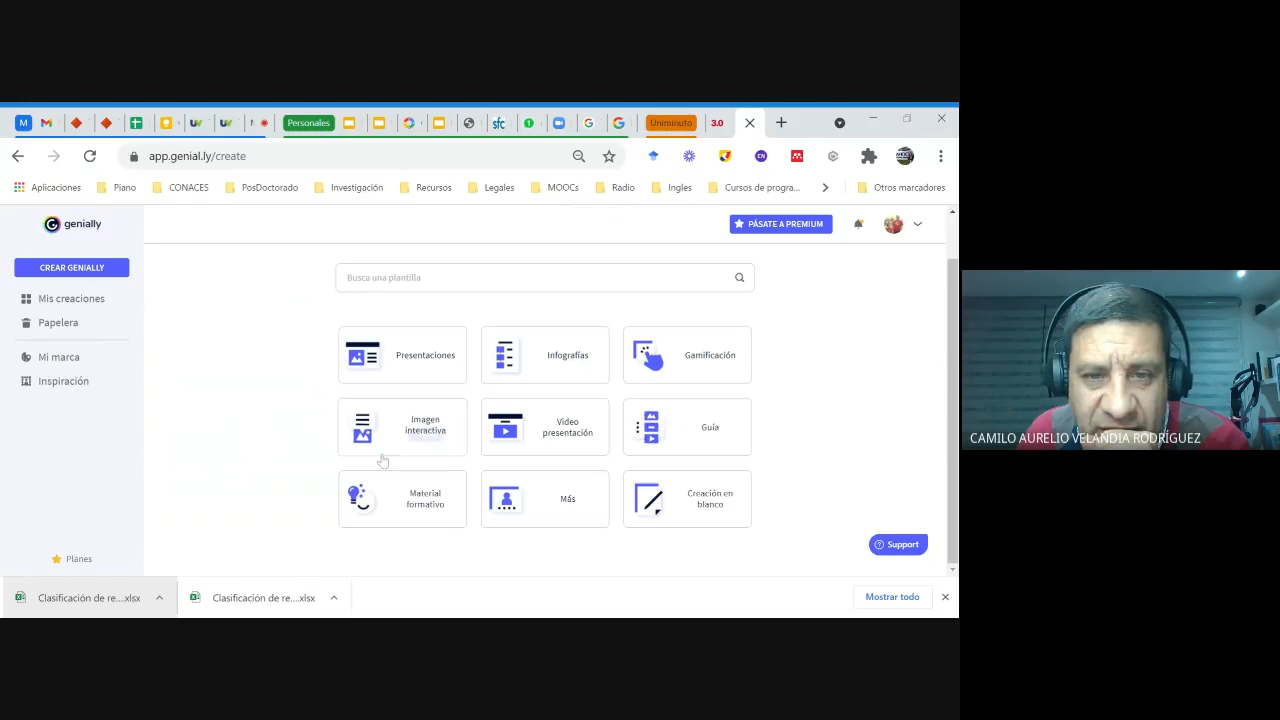 M
Personales
sfc
Uniminuto
3.0
app.genial.ly/create
EN
Aplicaciones
Piano
CONACES
PosDoctorado
Investigación
Recursos
Legales
MOOCs
Radio
Ingles
Cursos de progra...
Otros marcadores
genially
PÁSATE A PREMIUM
CREAR GENIALLY
Busca una plantilla
Mis creaciones
Papelera
Mi marca
Inspiración
Presentaciones
Infografías
Gamificación
Imagen
interactiva
Video
presentación
Guía
Material
formativo
Más
Creación en
blanco
Planes
Support
Clasificación de re....xlsx
Clasificación de re....xlsx
Mostrar todo
CAMILO AURELIO VELANDIA RODRÍGUEZ